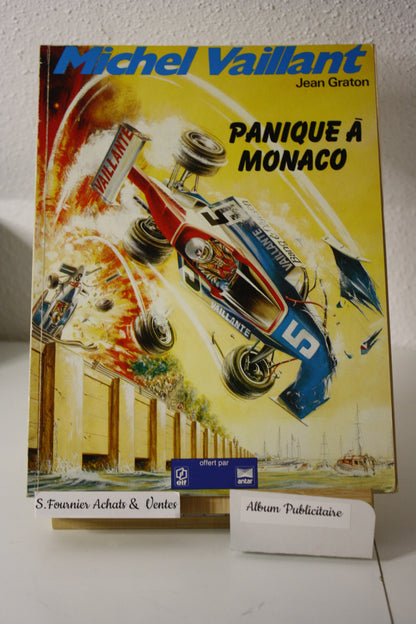 Michel Vaillant
Jean Graton
PANIQUE À
MONACO
VAILLANTE
5
VAILLANTE
VAILLANTE
5
offert par
elf
antar
S.Fournier Achats & Ventes
Album Publicitaire